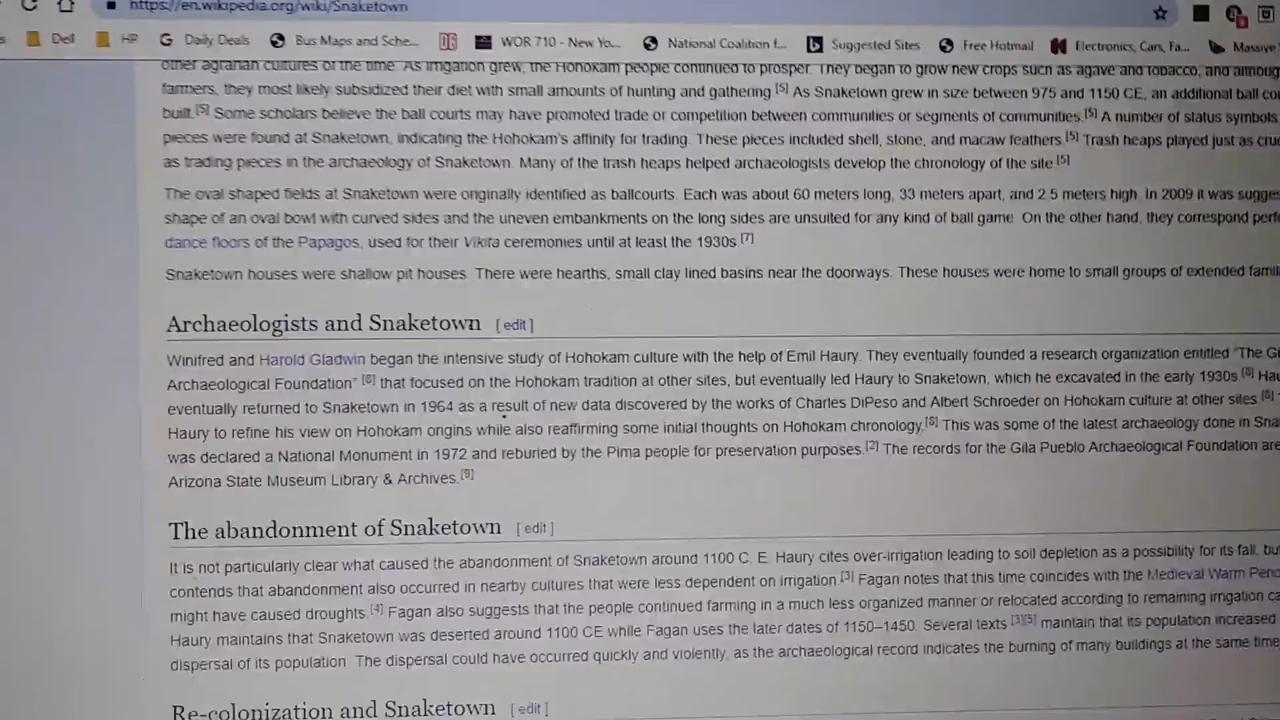 https://en.wikipedia.org/wiki/Snaketown
s Dell HP Daily Deals Bus Maps and Sche... WOR 710 - New Yo... National Coalition f... Suggested Sites Free Hotmail Electronics, Cars, Fa... Massive
other agrarian cultures of the time. As irrigation grew, the Hohokam people continued to prosper. They began to grow new crops such as agave and tobacco, and
farmers, they most likely subsidized their diet with small amounts of hunting and gathering.[5] As Snaketown grew in size between 975 and 1150 CE, an additional ball
built.[5] Some scholars believe the ball courts may have promoted trade or competition between communities or segments of communities.[5] A number of status symbols
pieces were found at Snaketown, indicating the Hohokam's affinity for trading. These pieces included shell, stone, and macaw feathers.[5] Trash heaps played just as
as trading pieces in the archaeology of Snaketown. Many of the trash heaps helped archaeologists develop the chronology of the site.[5]
The oval shaped fields at Snaketown were originally identified as ballcourts. Each was about 60 meters long, 33 meters apart, and 2.5 meters high. In 2009 it was
shape of an oval bowl with curved sides and the uneven embankments on the long sides are unsuited for any kind of ball game. On the other hand, they correspond
dance floors of the Papagos, used for their Vikita ceremonies until at least the 1930s.[7]
Snaketown houses were shallow pit houses. There were hearths, small clay lined basins near the doorways. These houses were home to small groups of extended
Archaeologists and Snaketown [ edit ]
Winifred and Harold Gladwin began the intensive study of Hohokam culture with the help of Emil Haury. They eventually founded a research organization entitled "The
Archaeological Foundation" [6] that focused on the Hohokam tradition at other sites, but eventually led Haury to Snaketown, which he excavated in the early 1930s.
eventually returned to Snaketown in 1964 as a result of new data discovered by the works of Charles DiPeso and Albert Schroeder on Hohokam culture at other sites.
Haury to refine his view on Hohokam origins while also reaffirming some initial thoughts on Hohokam chronology. This was some of the latest archaeology done in
was declared a National Monument in 1972 and reburied by the Pima people for preservation purposes.[2] The records for the Gila Pueblo Archaeological Foundation are
Arizona State Museum Library & Archives.[9]
The abandonment of Snaketown [ edit ]
It is not particularly clear what caused the abandonment of Snaketown around 1100 C. E. Haury cites over-irrigation leading to soil depletion as a possibility for its fall,
contends that abandonment also occurred in nearby cultures that were less dependent on irrigation.[3] Fagan notes that this time coincides with the Medieval Warm
might have caused droughts.[4] Fagan also suggests that the people continued farming in a much less organized manner or relocated according to remaining irrigation
Haury maintains that Snaketown was deserted around 1100 CE while Fagan uses the later dates of 1150–1450. Several texts [3][5] maintain that its population increased
dispersal of its population. The dispersal could have occurred quickly and violently, as the archaeological record indicates the burning of many buildings at the same time
Re-colonization and Snaketown [ edit ]